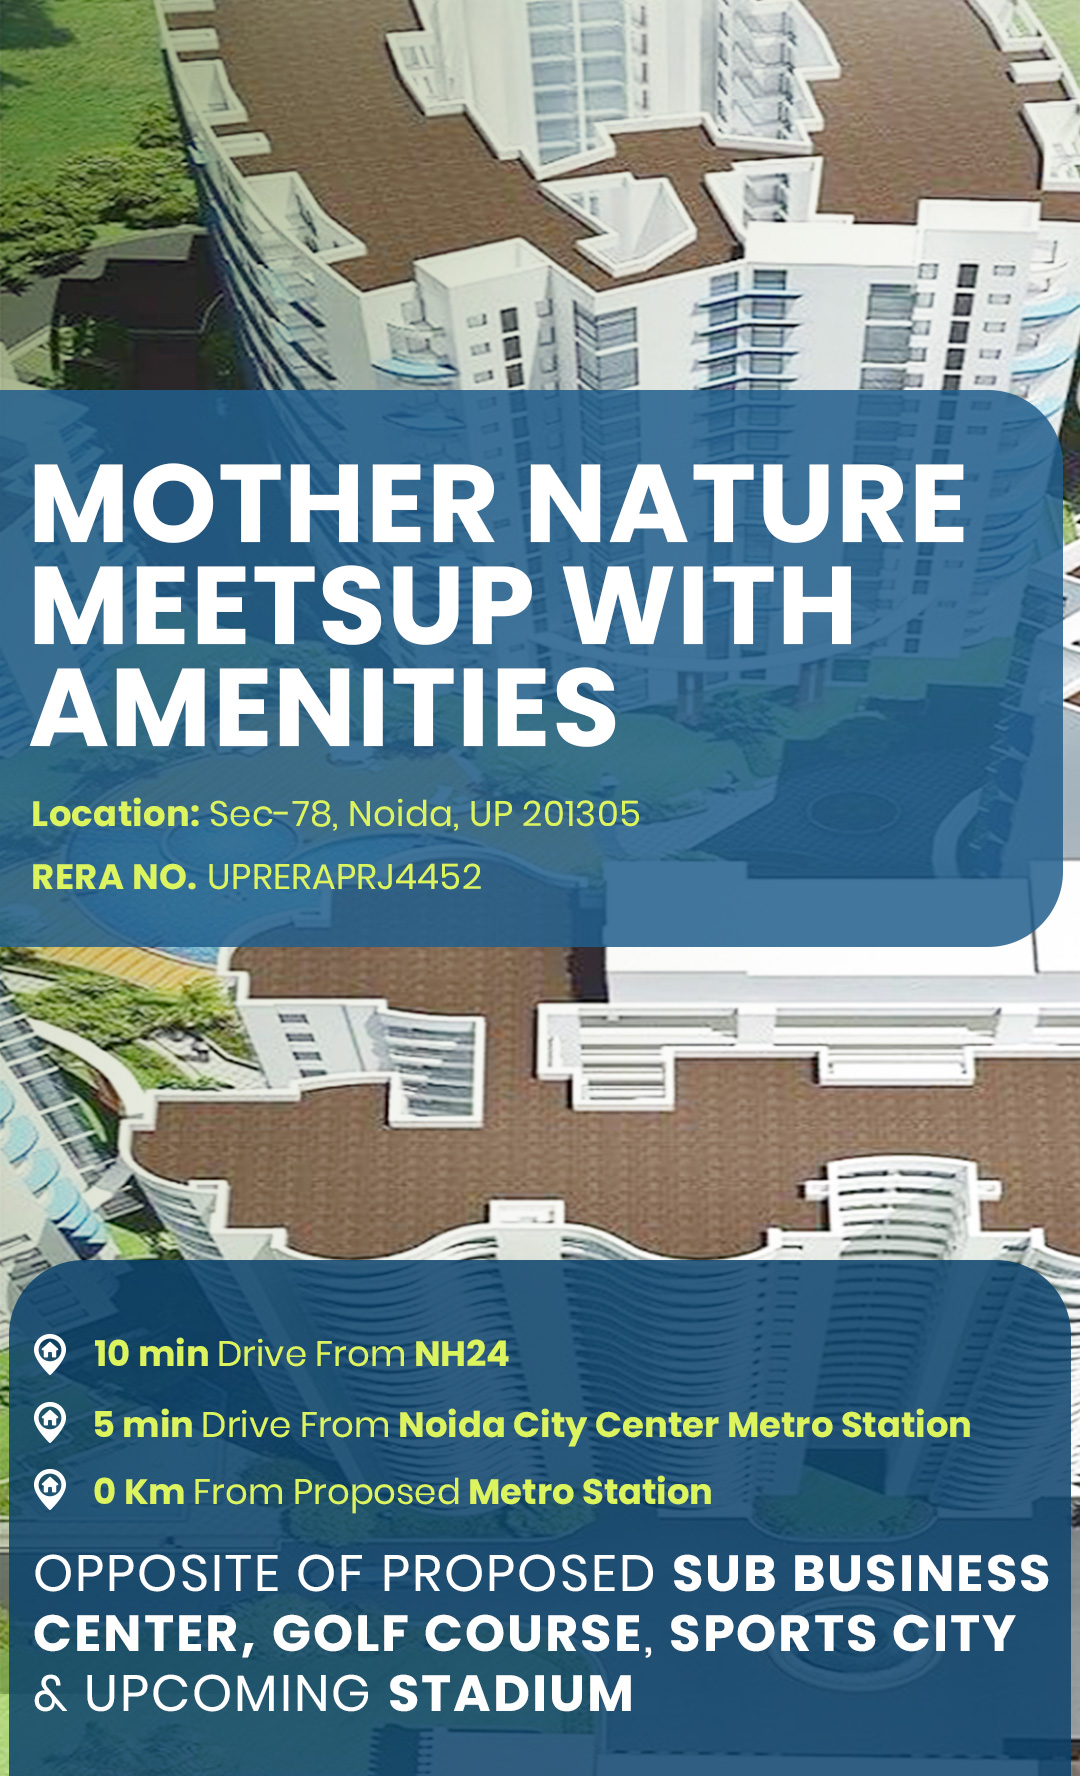 MOTHER NATURE
MEETSUP WITH
AMENITIES
Location: Sec-78, Noida, UP 201305
RERA NO. UPRERAPRJ4452
10 min Drive From NH24
5 min Drive From Noida City Center Metro Station
0 Km From Proposed Metro Station
OPPOSITE OF PROPOSED SUB BUSINESS
CENTER, GOLF COURSE, SPORTS CITY
& UPCOMING STADIUM